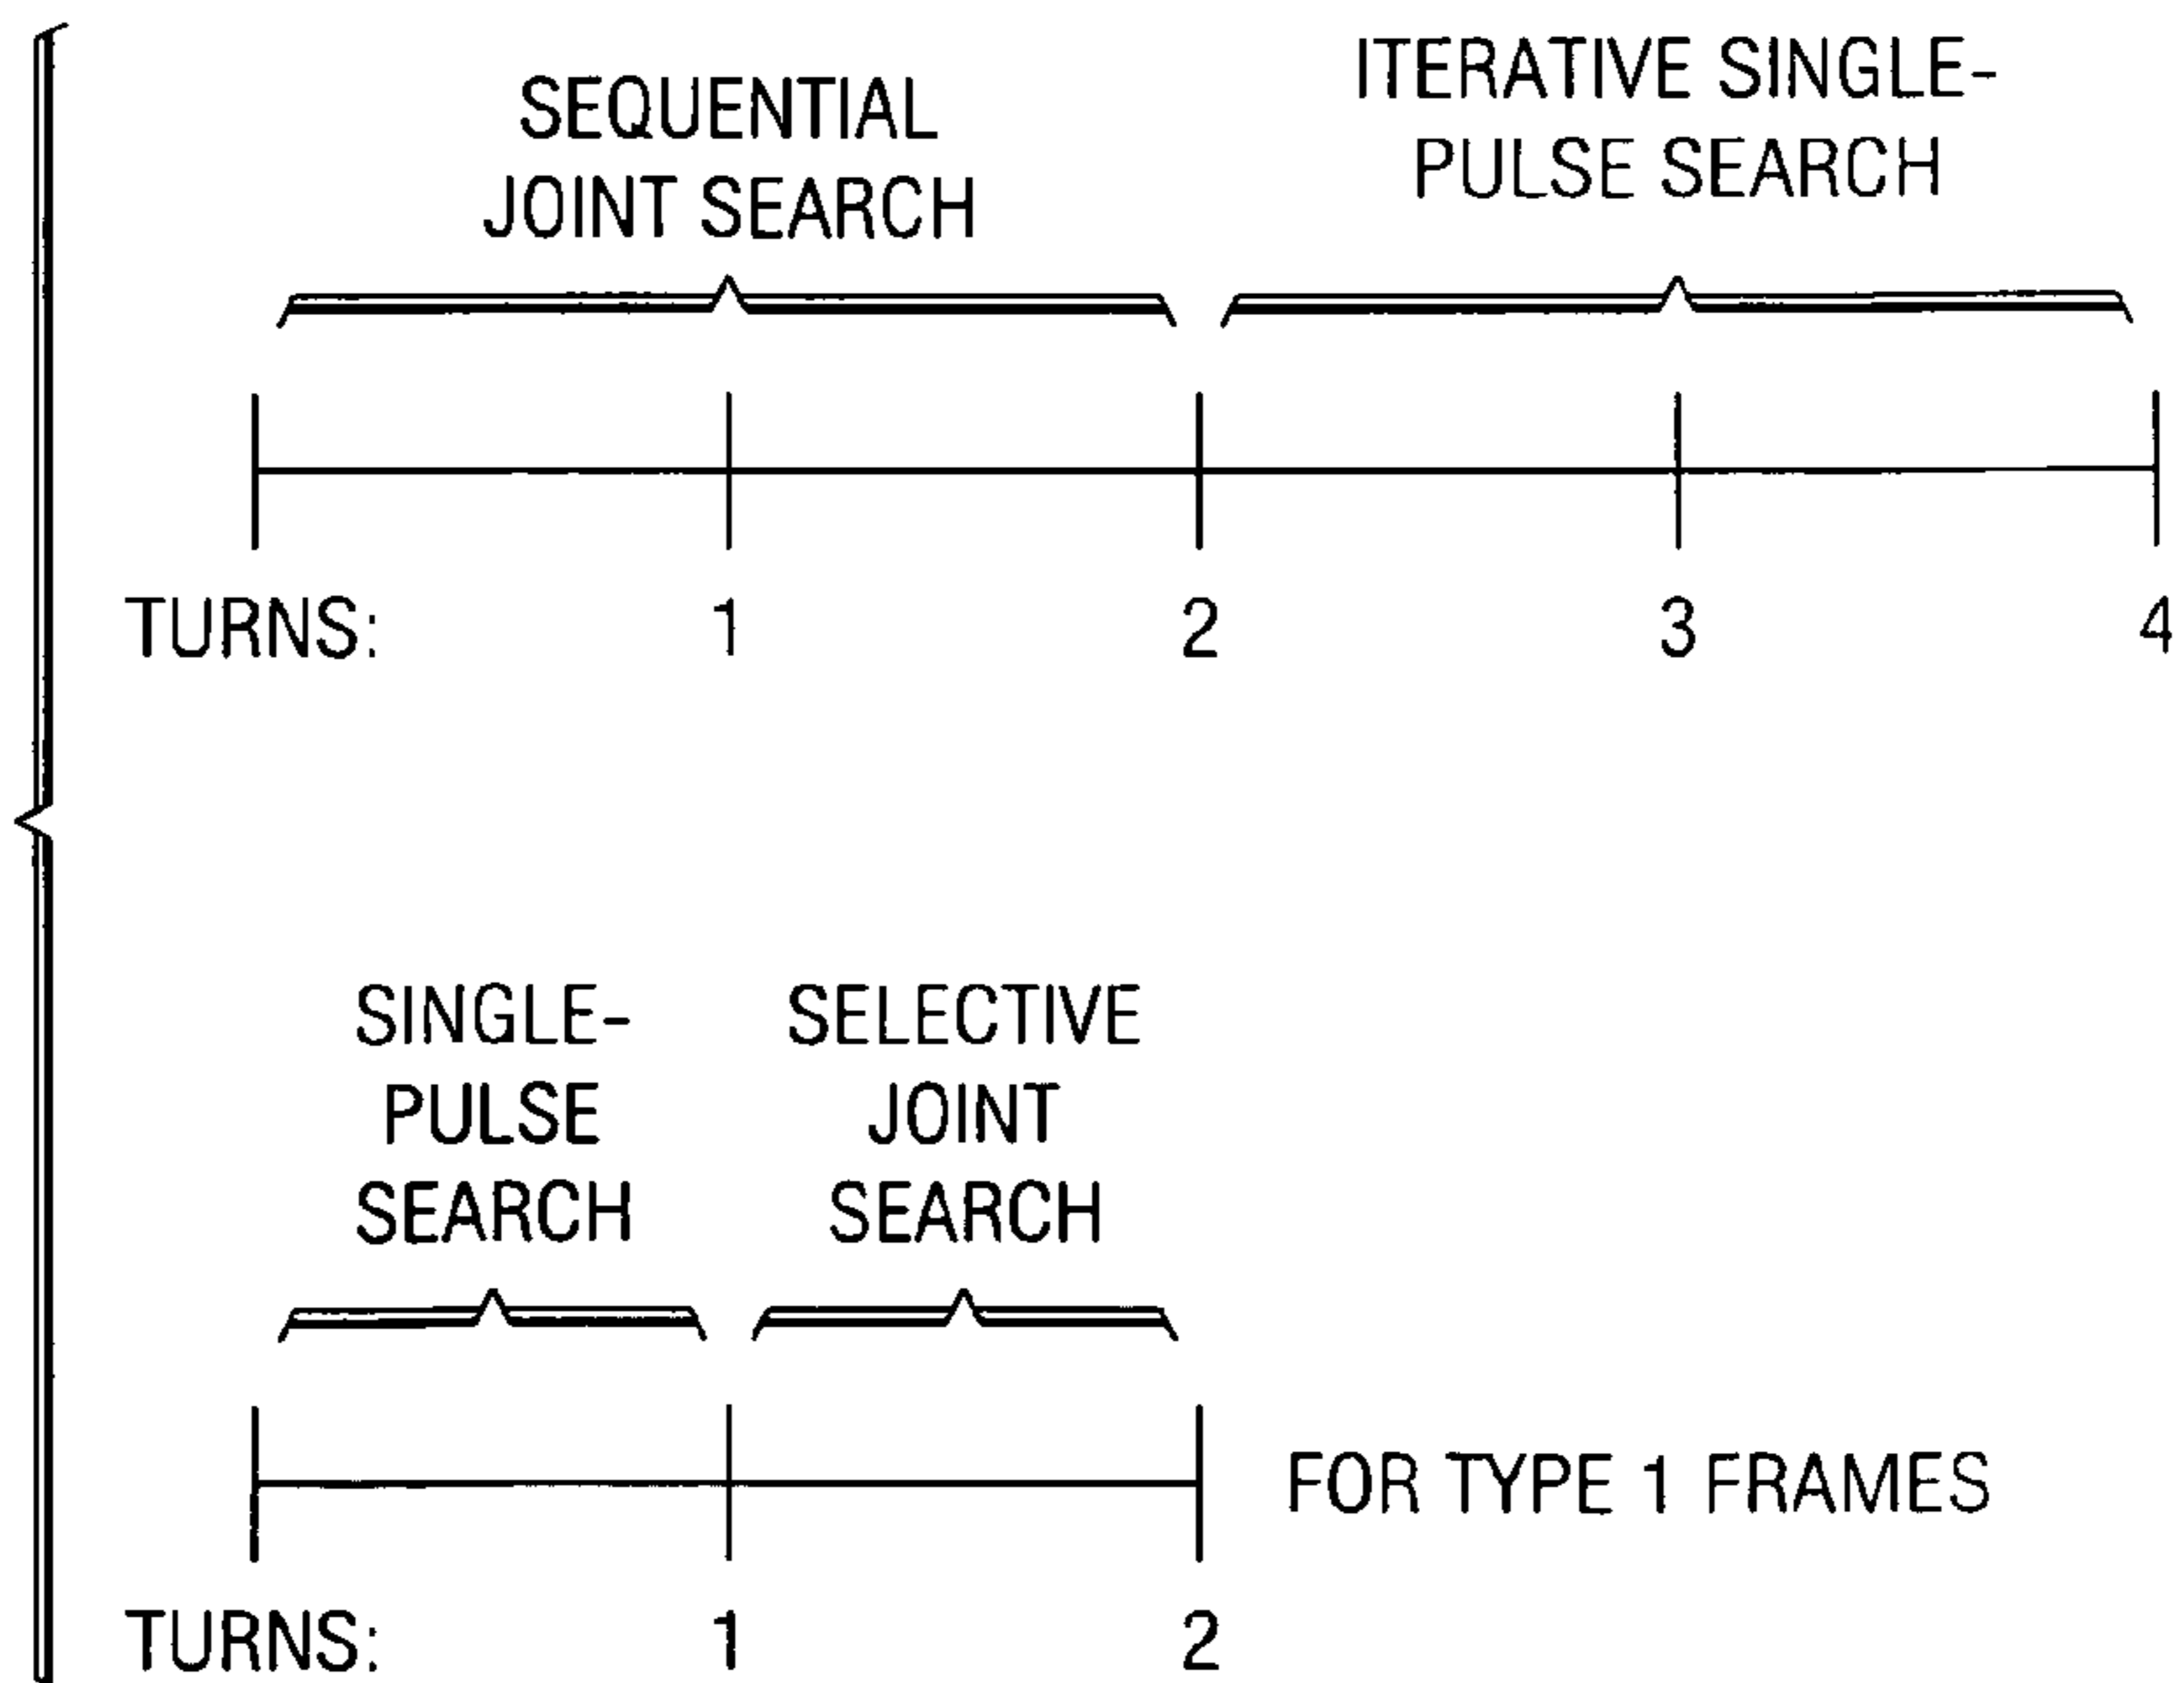 SEQUENTIAL
JOINT SEARCH
ITERATIVE SINGLE-
PULSE SEARCH
TURNS: 1 2 3 4
SINGLE-
PULSE
SEARCH
SELECTIVE
JOINT
SEARCH
FOR TYPE 1 FRAMES
TURNS: 1 2